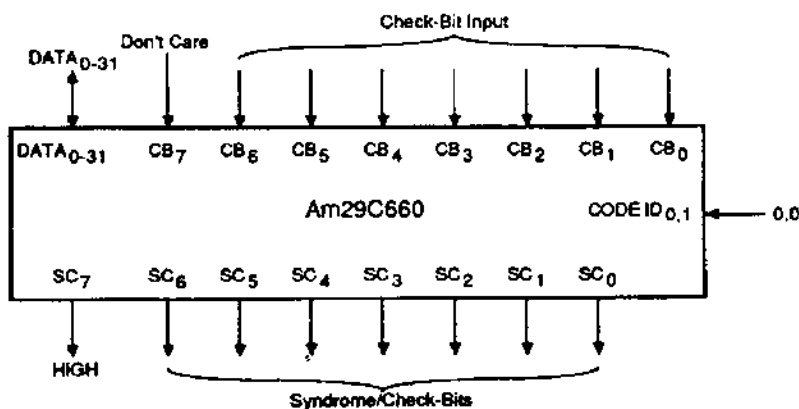 Check-Bit Input
Don't Care
DATA0-31
DATA0-31 CB7 CB6 CB5 CB4 CB3 CB2 CB1 CB0
Am29C660 CODE ID0,1 0,0
SC7 SC6 SC5 SC4 SC3 SC2 SC1 SC0
HIGH
Syndrome/Check-Bits